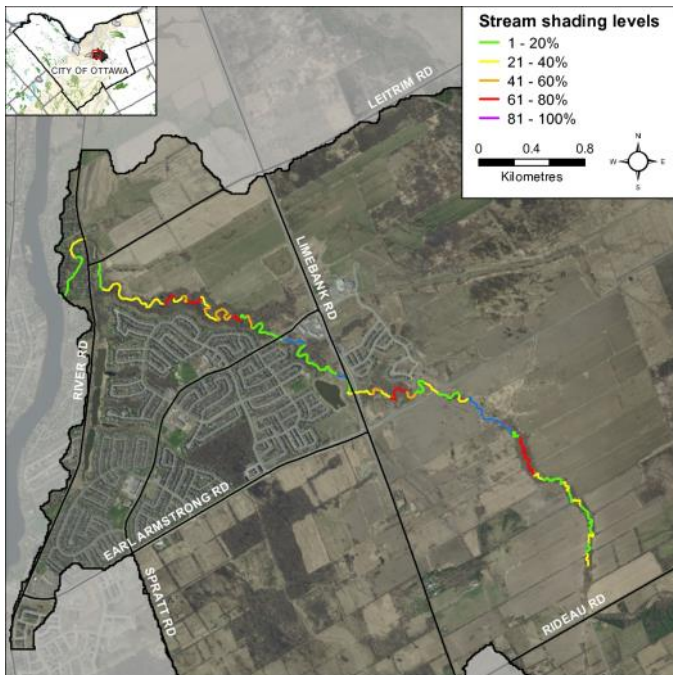 CITY OF OTTAWA
Stream shading levels
1 - 20%
21 - 40%
41 - 60%
61 - 80%
81 - 100%
0 0.4 0.8
Kilometres
N
W E
S
LEITRIM RD
LIMEBANK RD
RIVER RD
EARL ARMSTRONG RD
SPRATT RD
RIDEAU RD